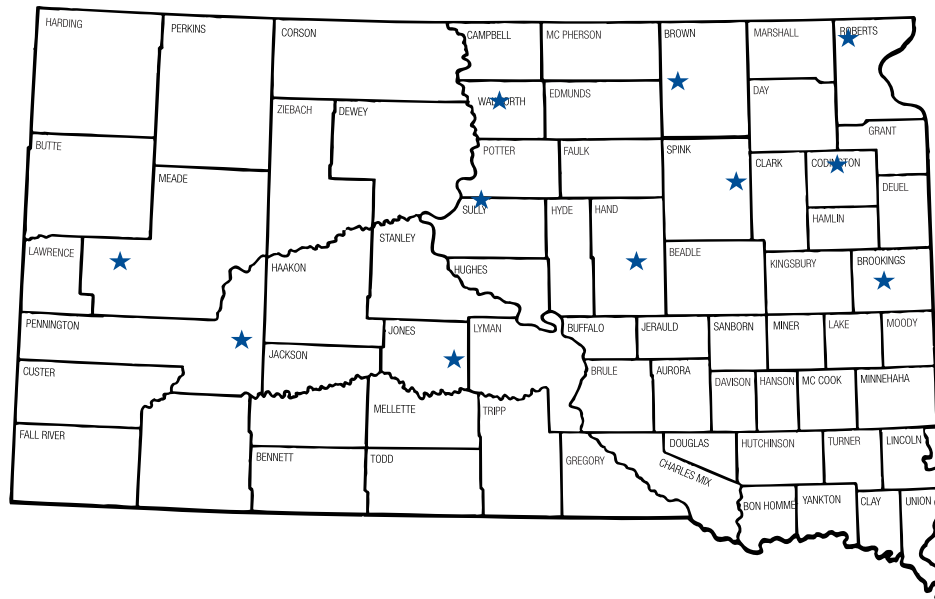 HARDING
PERKINS
CORSON
CAMPBELL
MC PHERSON
BROWN
MARSHALL
ROBERTS
ZIEBACH
DEWEY
WALWORTH
EDMUNDS
DAY
GRANT
BUTTE
MEADE
POTTER
FAULK
SPINK
CLARK
CODINGTON
DEUEL
SULLY
HYDE
HAND
HAMLIN
LAWRENCE
STANLEY
HAAKON
HUGHES
BEADLE
KINGSBURY
BROOKINGS
PENNINGTON
JONES
LYMAN
BUFFALO
JERAULD
SANBORN
MINER
LAKE
MOODY
JACKSON
CUSTER
BRULE
AURORA
DAVISON
HANSON
MC COOK
MINNEHAHA
MELLETTE
TRIPP
FALL RIVER
BENNETT
TODD
GREGORY
DOUGLAS
HUTCHINSON
TURNER
LINCOLN
CHARLES MIX
BON HOMME
YANKTON
CLAY
UNION